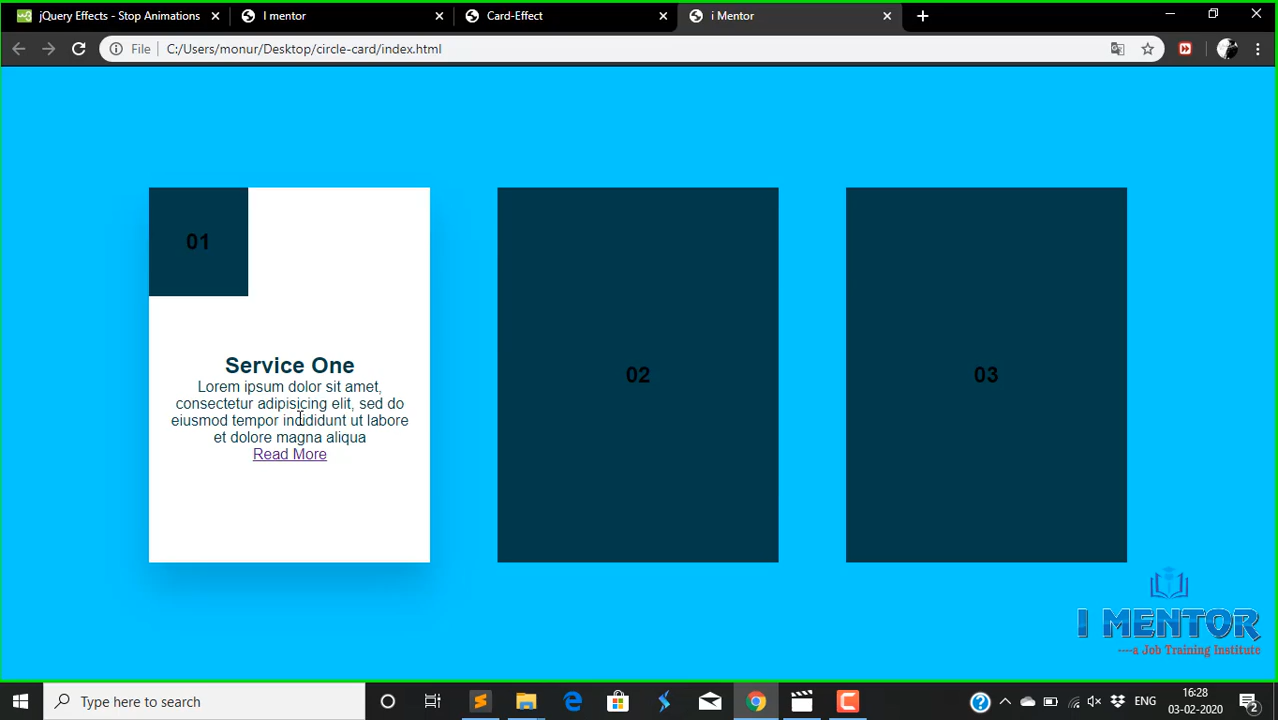 jQuery Effects - Stop Animations
I mentor
Card-Effect
i Mentor
File
C:/Users/monur/Desktop/circle-card/index.html
01
Service One
Lorem ipsum dolor sit amet,
consectetur adipisicing elit, sed do
eiusmod tempor incididunt ut labore
et dolore magna aliqua
Read More
02
03
I MENTOR
----a Job Training Institute
Type here to search
ENG
16:28
03-02-2020
2